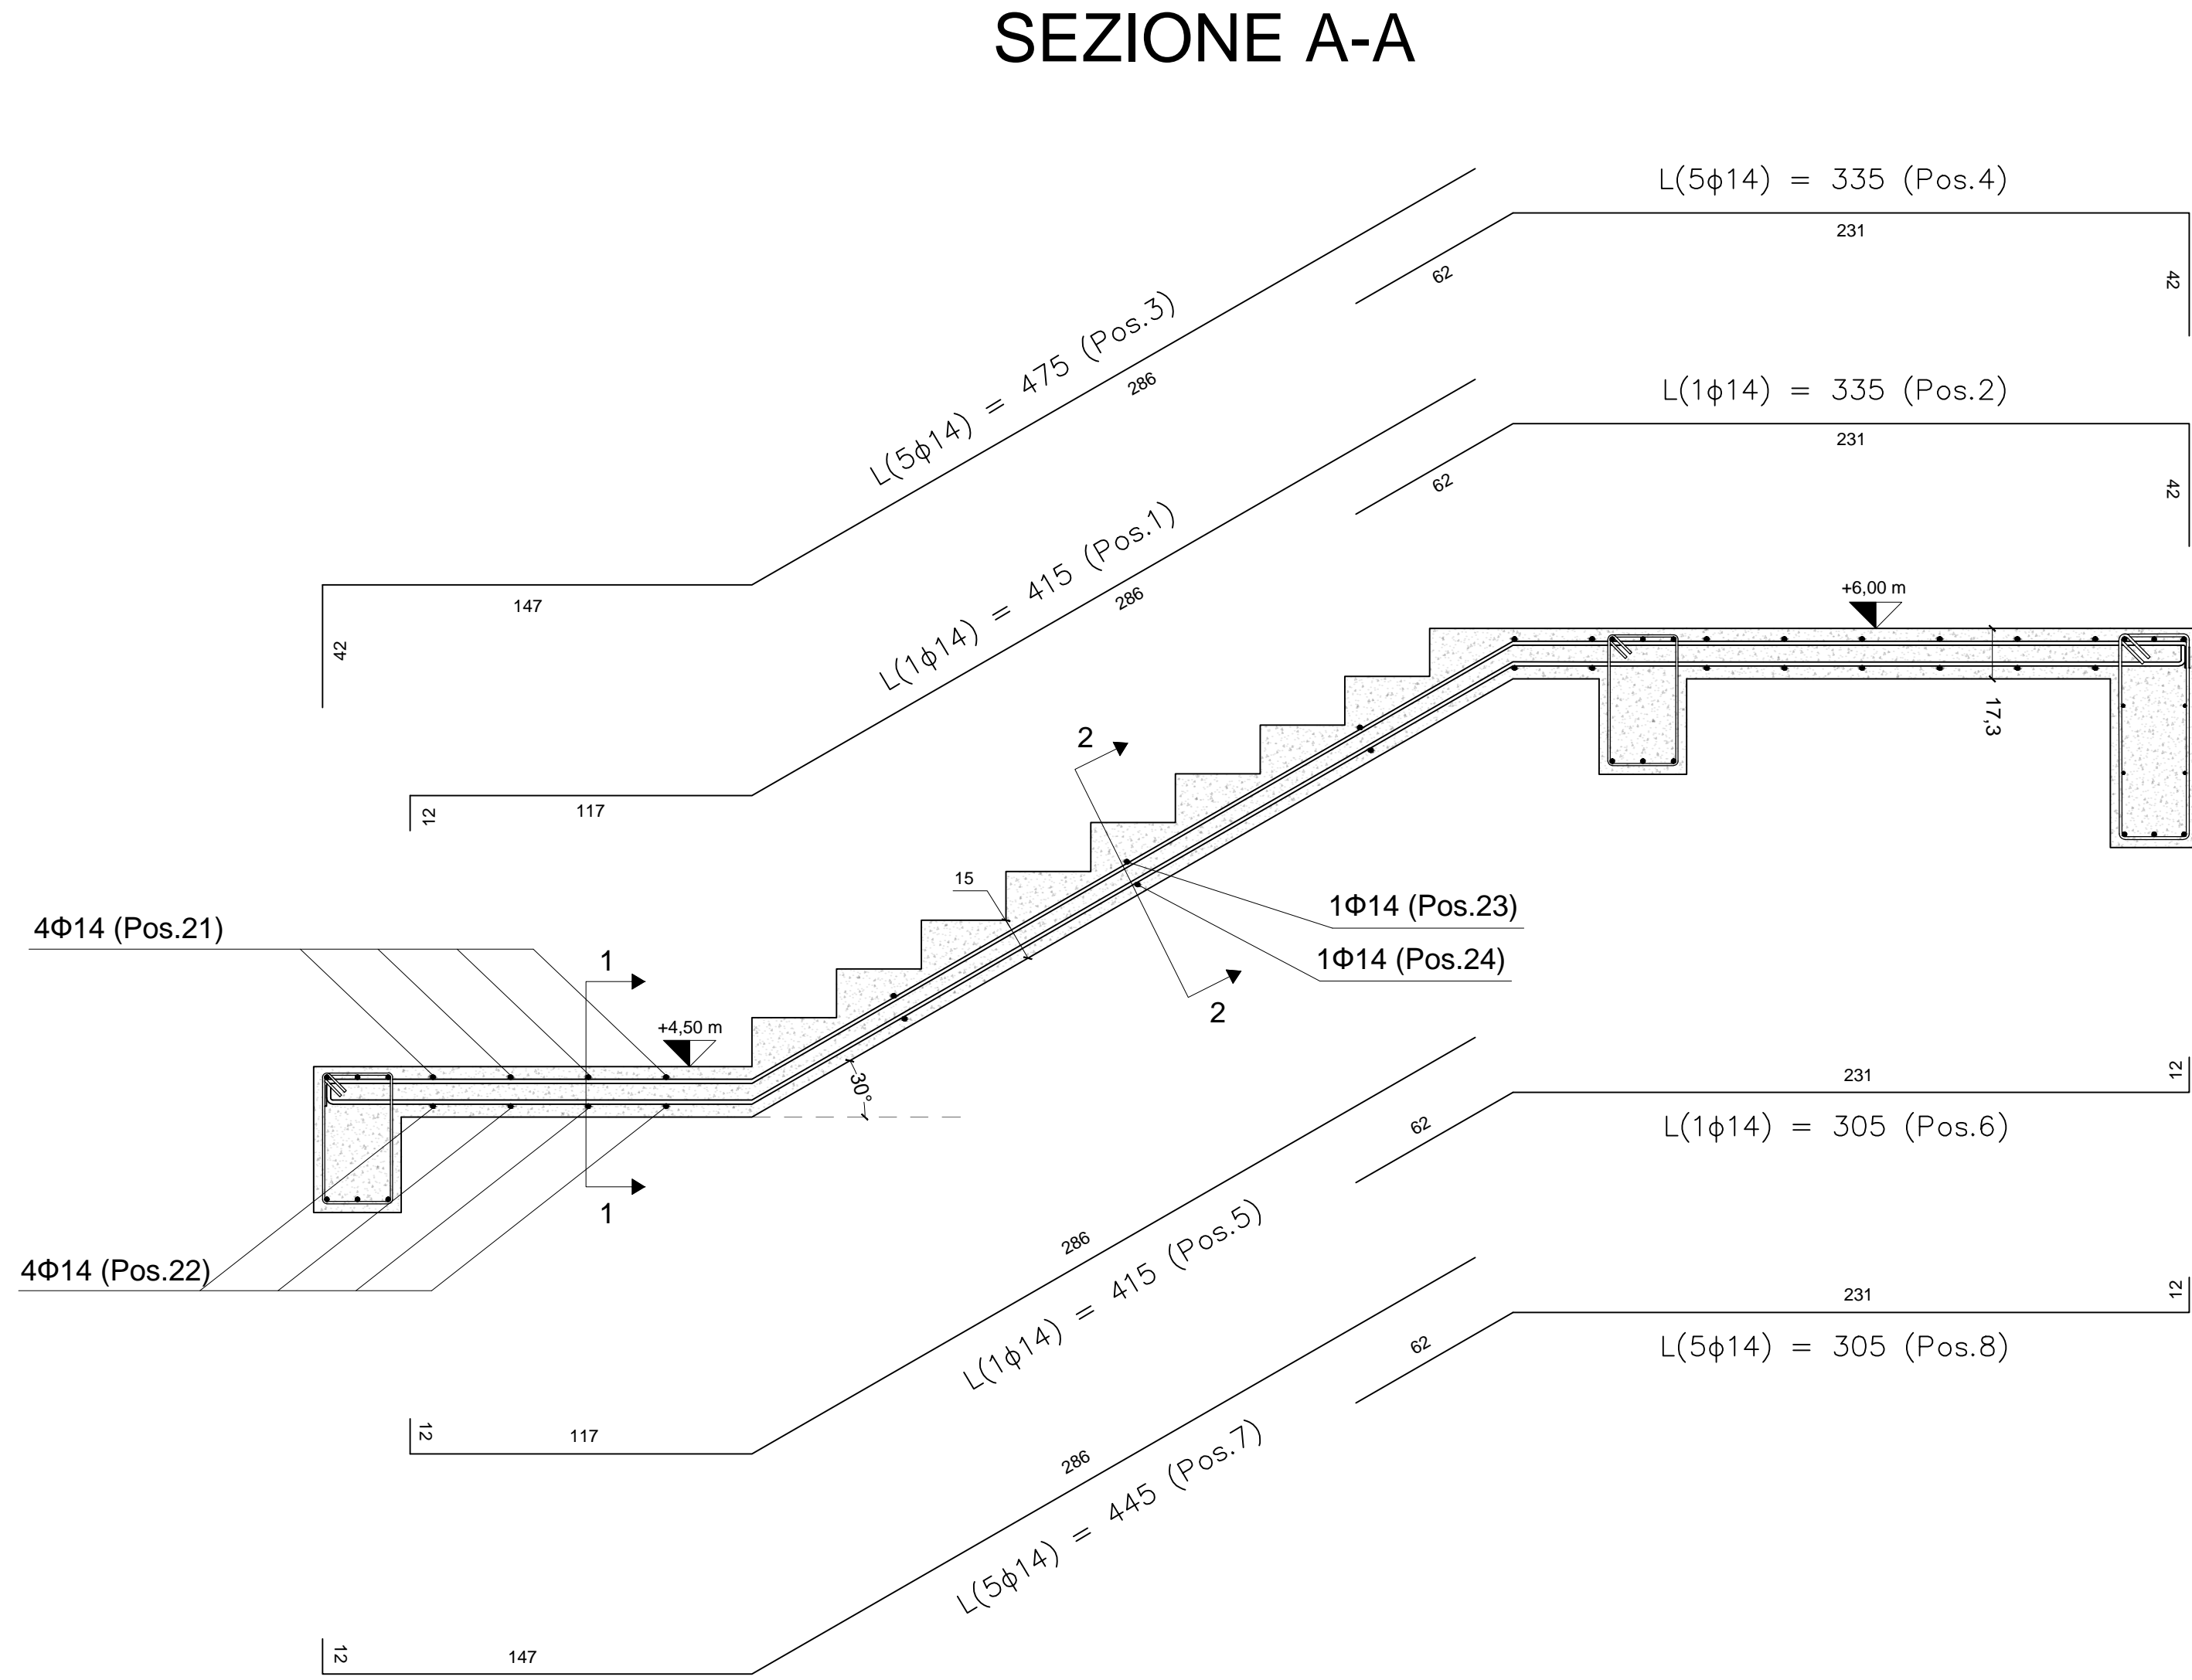 SEZIONE A-A
L(5ϕ14) = 335 (Pos.4)
231
62
42
L(5ϕ14) = 475 (Pos.3)
286
147
42
L(1ϕ14) = 335 (Pos.2)
231
62
42
L(1ϕ14) = 415 (Pos.1)
286
117
12
+6,00 m
17,3
2
15
1Φ14 (Pos.23)
1Φ14 (Pos.24)
2
4Φ14 (Pos.21)
1
+4,50 m
30°
1
4Φ14 (Pos.22)
231
12
62
L(1ϕ14) = 305 (Pos.6)
286
L(1ϕ14) = 415 (Pos.5)
117
12
231
12
62
L(5ϕ14) = 305 (Pos.8)
286
L(5ϕ14) = 445 (Pos.7)
147
12